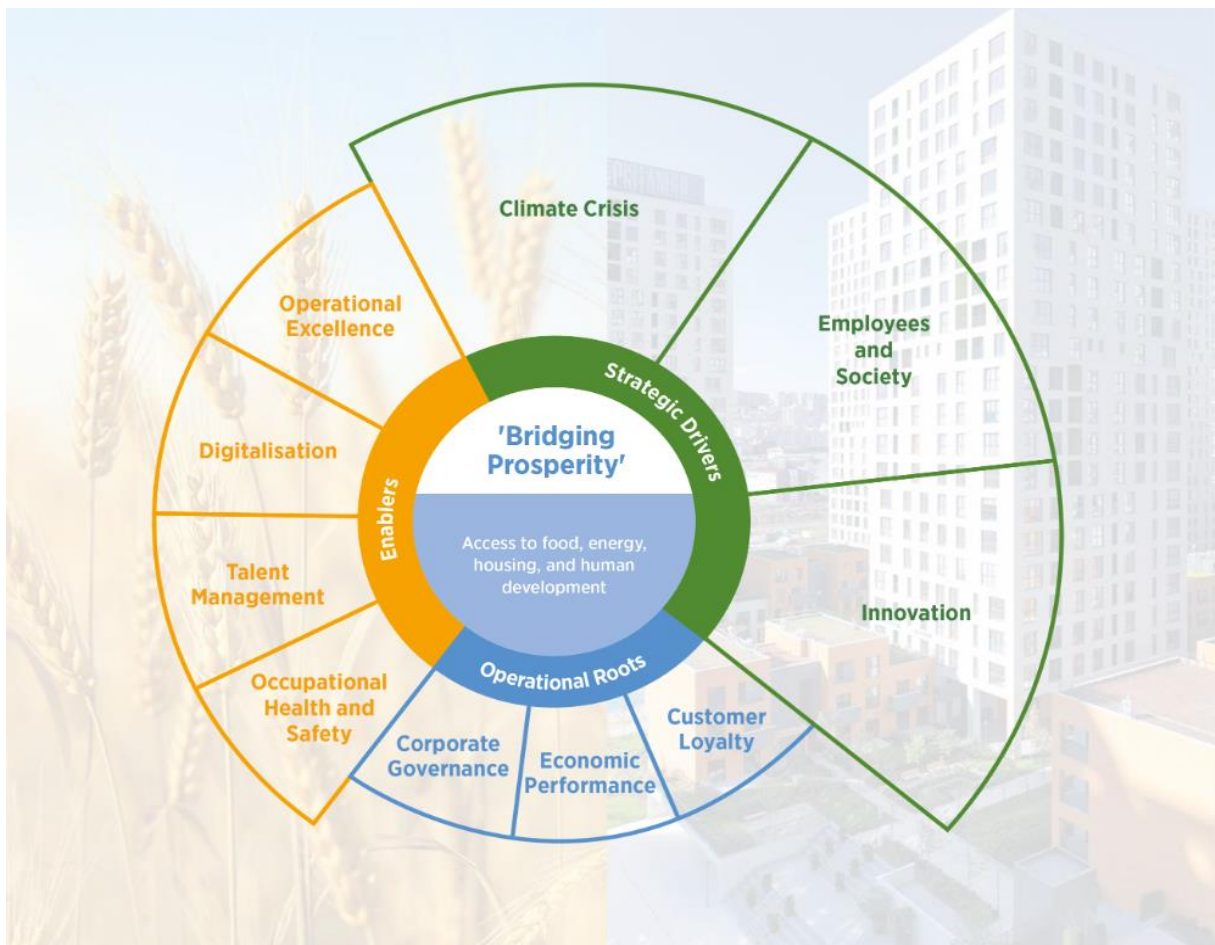 Climate Crisis
Employees
and
Society
Innovation
Strategic Drivers
Operational
Excellence
Digitalisation
Talent
Management
Occupational
Health and
Safety
Enablers
'Bridging
Prosperity'
Access to food, energy,
housing, and human
development
Operational Roots
Corporate
Governance
Economic
Performance
Customer
Loyalty